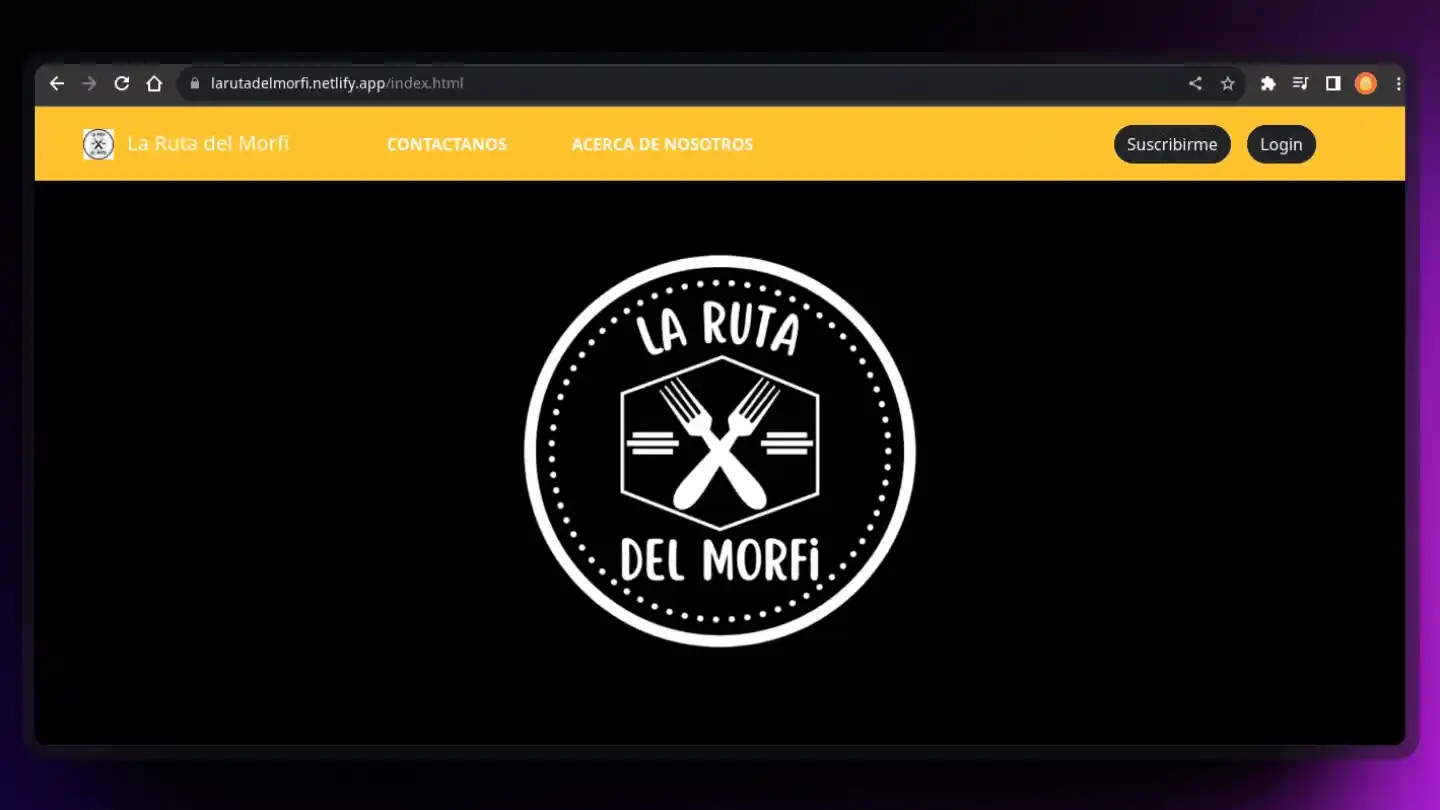 larutadelmorfi.netlify.app/index.html
La Ruta del Morfi
CONTACTANOS
ACERCA DE NOSOTROS
Suscribirme
Login
LA RUTA
DEL MORFi